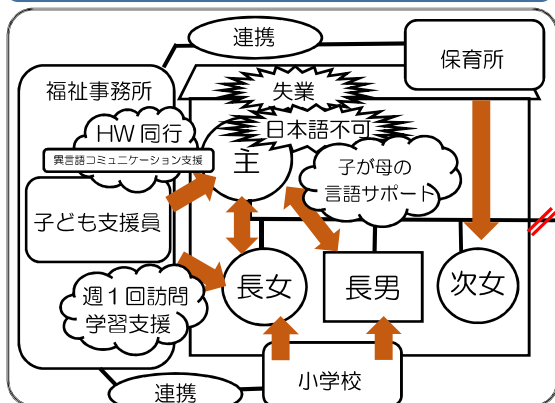 連携
保育所
福祉事務所
失業
HW同行
日本語不可
異言語コミュニケーション支援
主
子が母の
言語サポート
子ども支援員
長女
長男
次女
週1回訪問
学習支援
小学校
連携